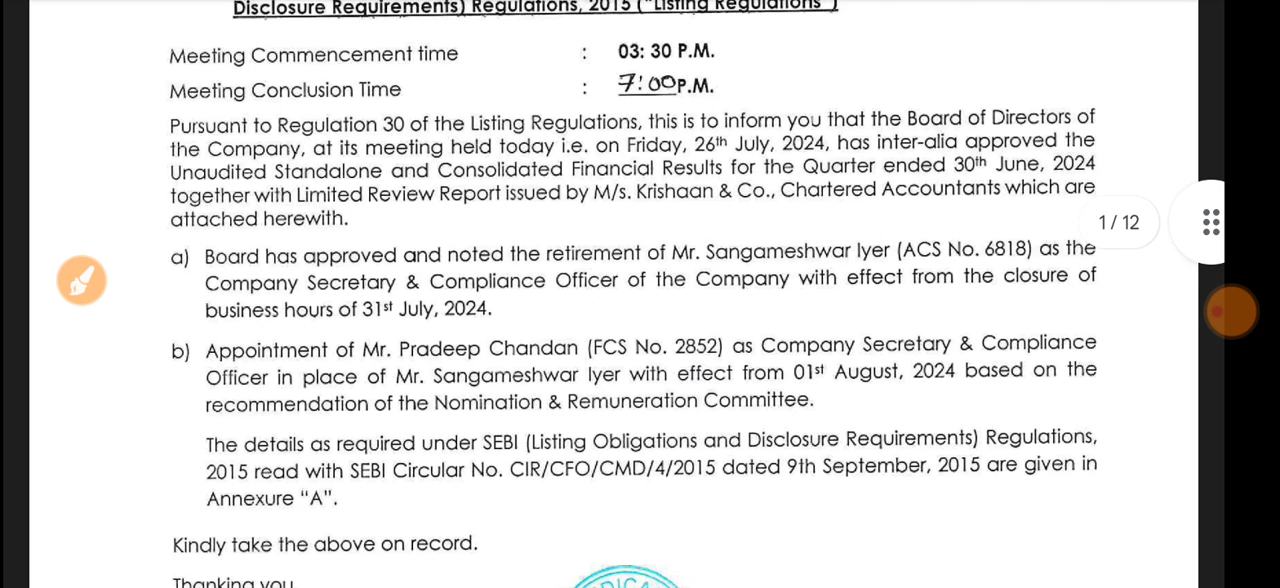 Disclosure Requirements) Regulations, 2015 ("Listing Regulations")
Meeting Commencement time : 03: 30 P.M.
Meeting Conclusion Time : 7:00P.M.
Pursuant to Regulation 30 of the Listing Regulations, this is to inform you that the Board of Directors of
the Company, at its meeting held today i.e. on Friday, 26th July, 2024, has inter-alia approved the
Unaudited Standalone and Consolidated Financial Results for the Quarter ended 30th June, 2024
together with Limited Review Report issued by M/s. Krishaan & Co., Chartered Accountants which are
attached herewith.
1/12
a) Board has approved and noted the retirement of Mr. Sangameshwar Iyer (ACS No. 6818) as the
Company Secretary & Compliance Officer of the Company with effect from the closure of
business hours of 31st July, 2024.
b) Appointment of Mr. Pradeep Chandan (FCS No. 2852) as Company Secretary & Compliance
Officer in place of Mr. Sangameshwar Iyer with effect from 01st August, 2024 based on the
recommendation of the Nomination & Remuneration Committee.
The details as required under SEBI (Listing Obligations and Disclosure Requirements) Regulations,
2015 read with SEBI Circular No. CIR/CFO/CMD/4/2015 dated 9th September, 2015 are given in
Annexure "A".
Kindly take the above on record.
Thanking you